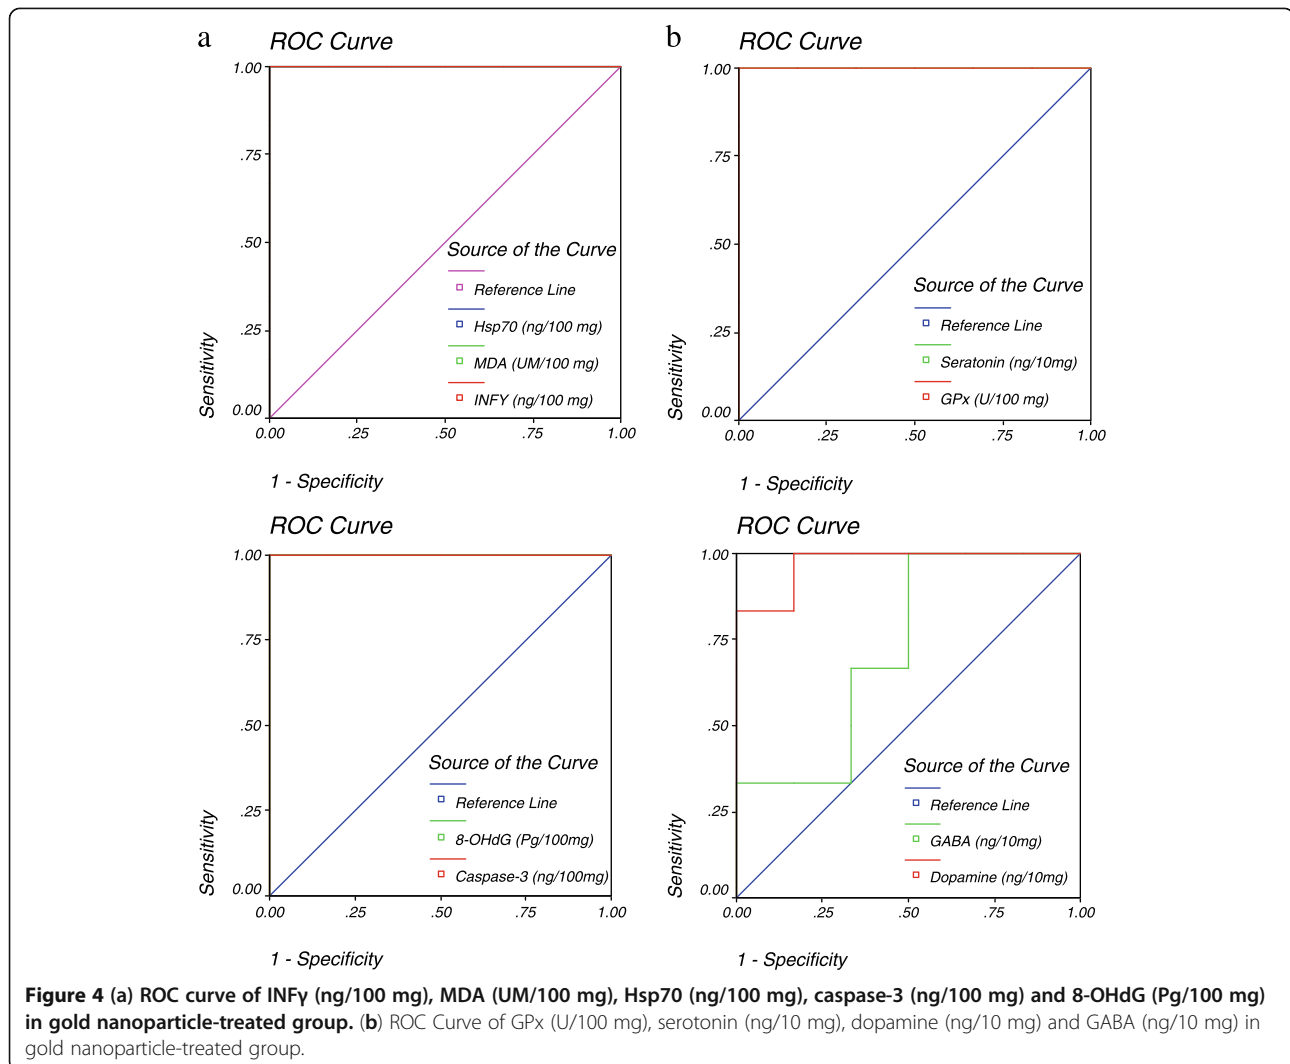 a
ROC Curve
1.00
.75
.50
.25
0.00
Sensitivity
0.00 .25 .50 .75 1.00
1 - Specificity
Source of the Curve
Reference Line
Hsp70 (ng/100 mg)
MDA (UM/100 mg)
INFY (ng/100 mg)
b
ROC Curve
1.00
.75
.50
.25
0.00
Sensitivity
0.00 .25 .50 .75 1.00
1 - Specificity
Source of the Curve
Reference Line
Seratonin (ng/10mg)
GPx (U/100 mg)
ROC Curve
1.00
.75
.50
.25
0.00
Sensitivity
0.00 .25 .50 .75 1.00
1 - Specificity
Source of the Curve
Reference Line
8-OHdG (Pg/100mg)
Caspase-3 (ng/100mg)
ROC Curve
1.00
.75
.50
.25
0.00
Sensitivity
0.00 .25 .50 .75 1.00
1 - Specificity
Source of the Curve
Reference Line
GABA (ng/10mg)
Dopamine (ng/10mg)
Figure 4 (a) ROC curve of INFγ (ng/100 mg), MDA (UM/100 mg), Hsp70 (ng/100 mg), caspase-3 (ng/100 mg) and 8-OHdG (Pg/100 mg)
in gold nanoparticle-treated group. (b) ROC Curve of GPx (U/100 mg), serotonin (ng/10 mg), dopamine (ng/10 mg) and GABA (ng/10 mg) in
gold nanoparticle-treated group.